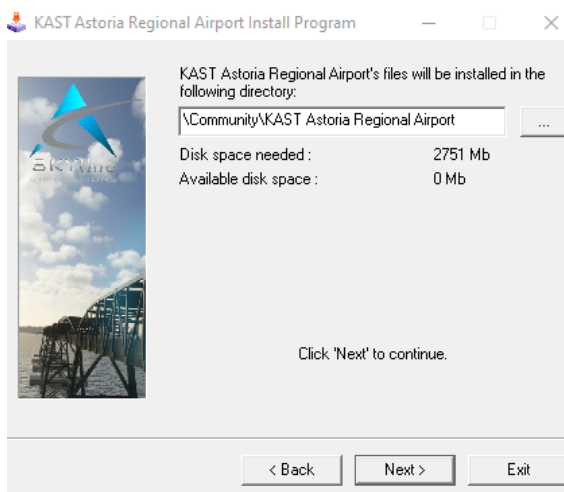 KAST Astoria Regional Airport Install Program
KAST Astoria Regional Airport's files will be installed in the
following directory:
\Community\KAST Astoria Regional Airport
...
Disk space needed : 2751 Mb
Available disk space : 0 Mb
SKYline
SIMULATIONS
Click 'Next' to continue.
< Back Next > Exit